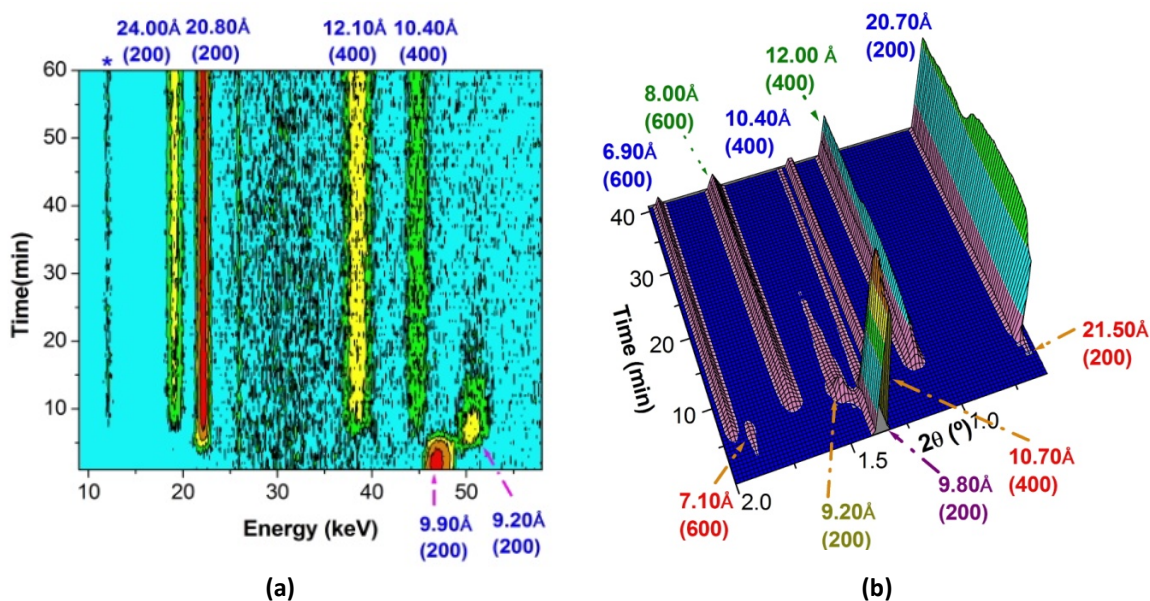 24.00Å 20.80Å 12.10Å 10.40Å
(200) (200) (400) (400)
*
60
50
40
30
20
10
Time(min)
10 20 30 40 50
Energy (keV)
9.90Å
(200)
9.20Å
(200)
(a)
20.70Å
(200)
12.00 Å
(400)
8.00Å
(600)
10.40Å
(400)
6.90Å
(600)
40
30
20
10
Time (min)
21.50Å
(200)
1.0
2θ (°)
1.5
2.0
10.70Å
(400)
9.80Å
(200)
7.10Å
(600)
9.20Å
(200)
(b)